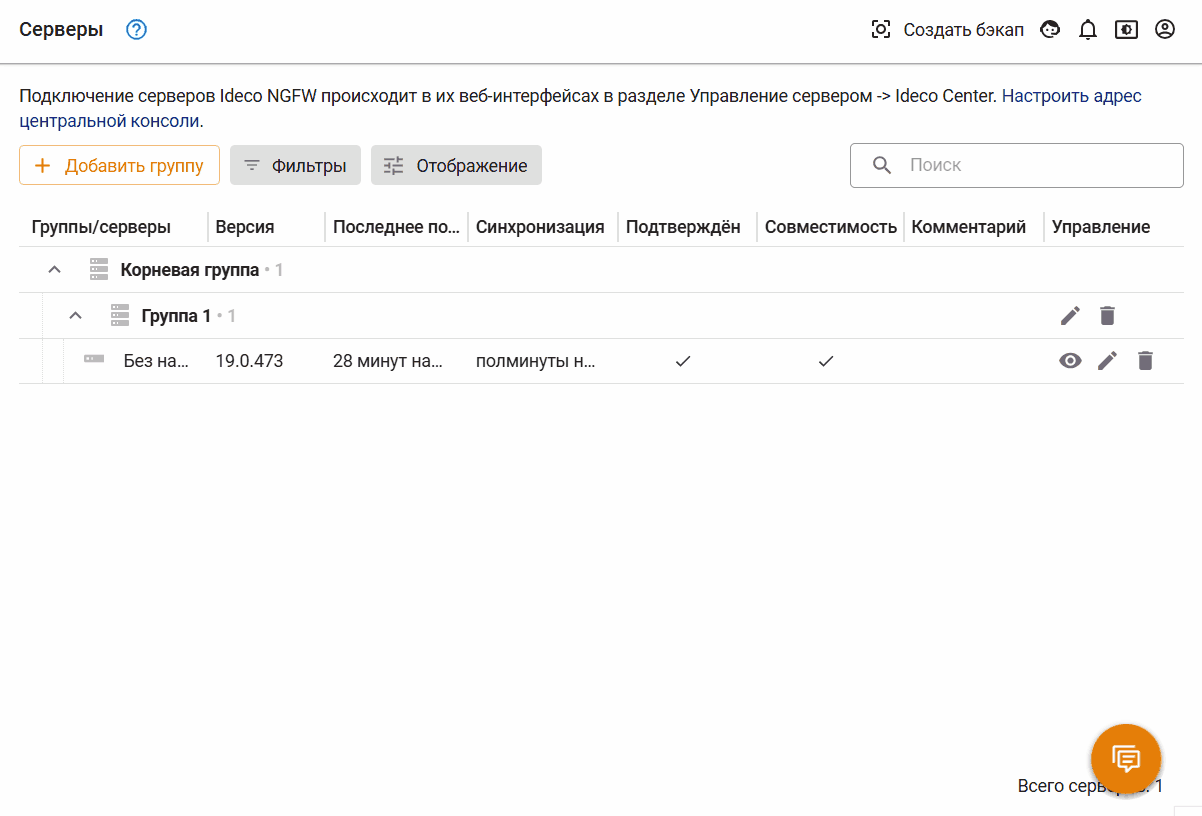 Серверы
Создать бэкап
Подключение серверов Ideco NGFW происходит в их веб-интерфейсах в разделе Управление сервером -> Ideco Center. Настроить адрес
центральной консоли.
Добавить группу Фильтры Отображение Поиск
Группы/серверы Версия Последнее по... Синхронизация Подтверждён Совместимость Комментарий Управление
Корневая группа • 1
Группа 1 • 1
Без на... 19.0.473 28 минут на... полминуты н...
Всего 1